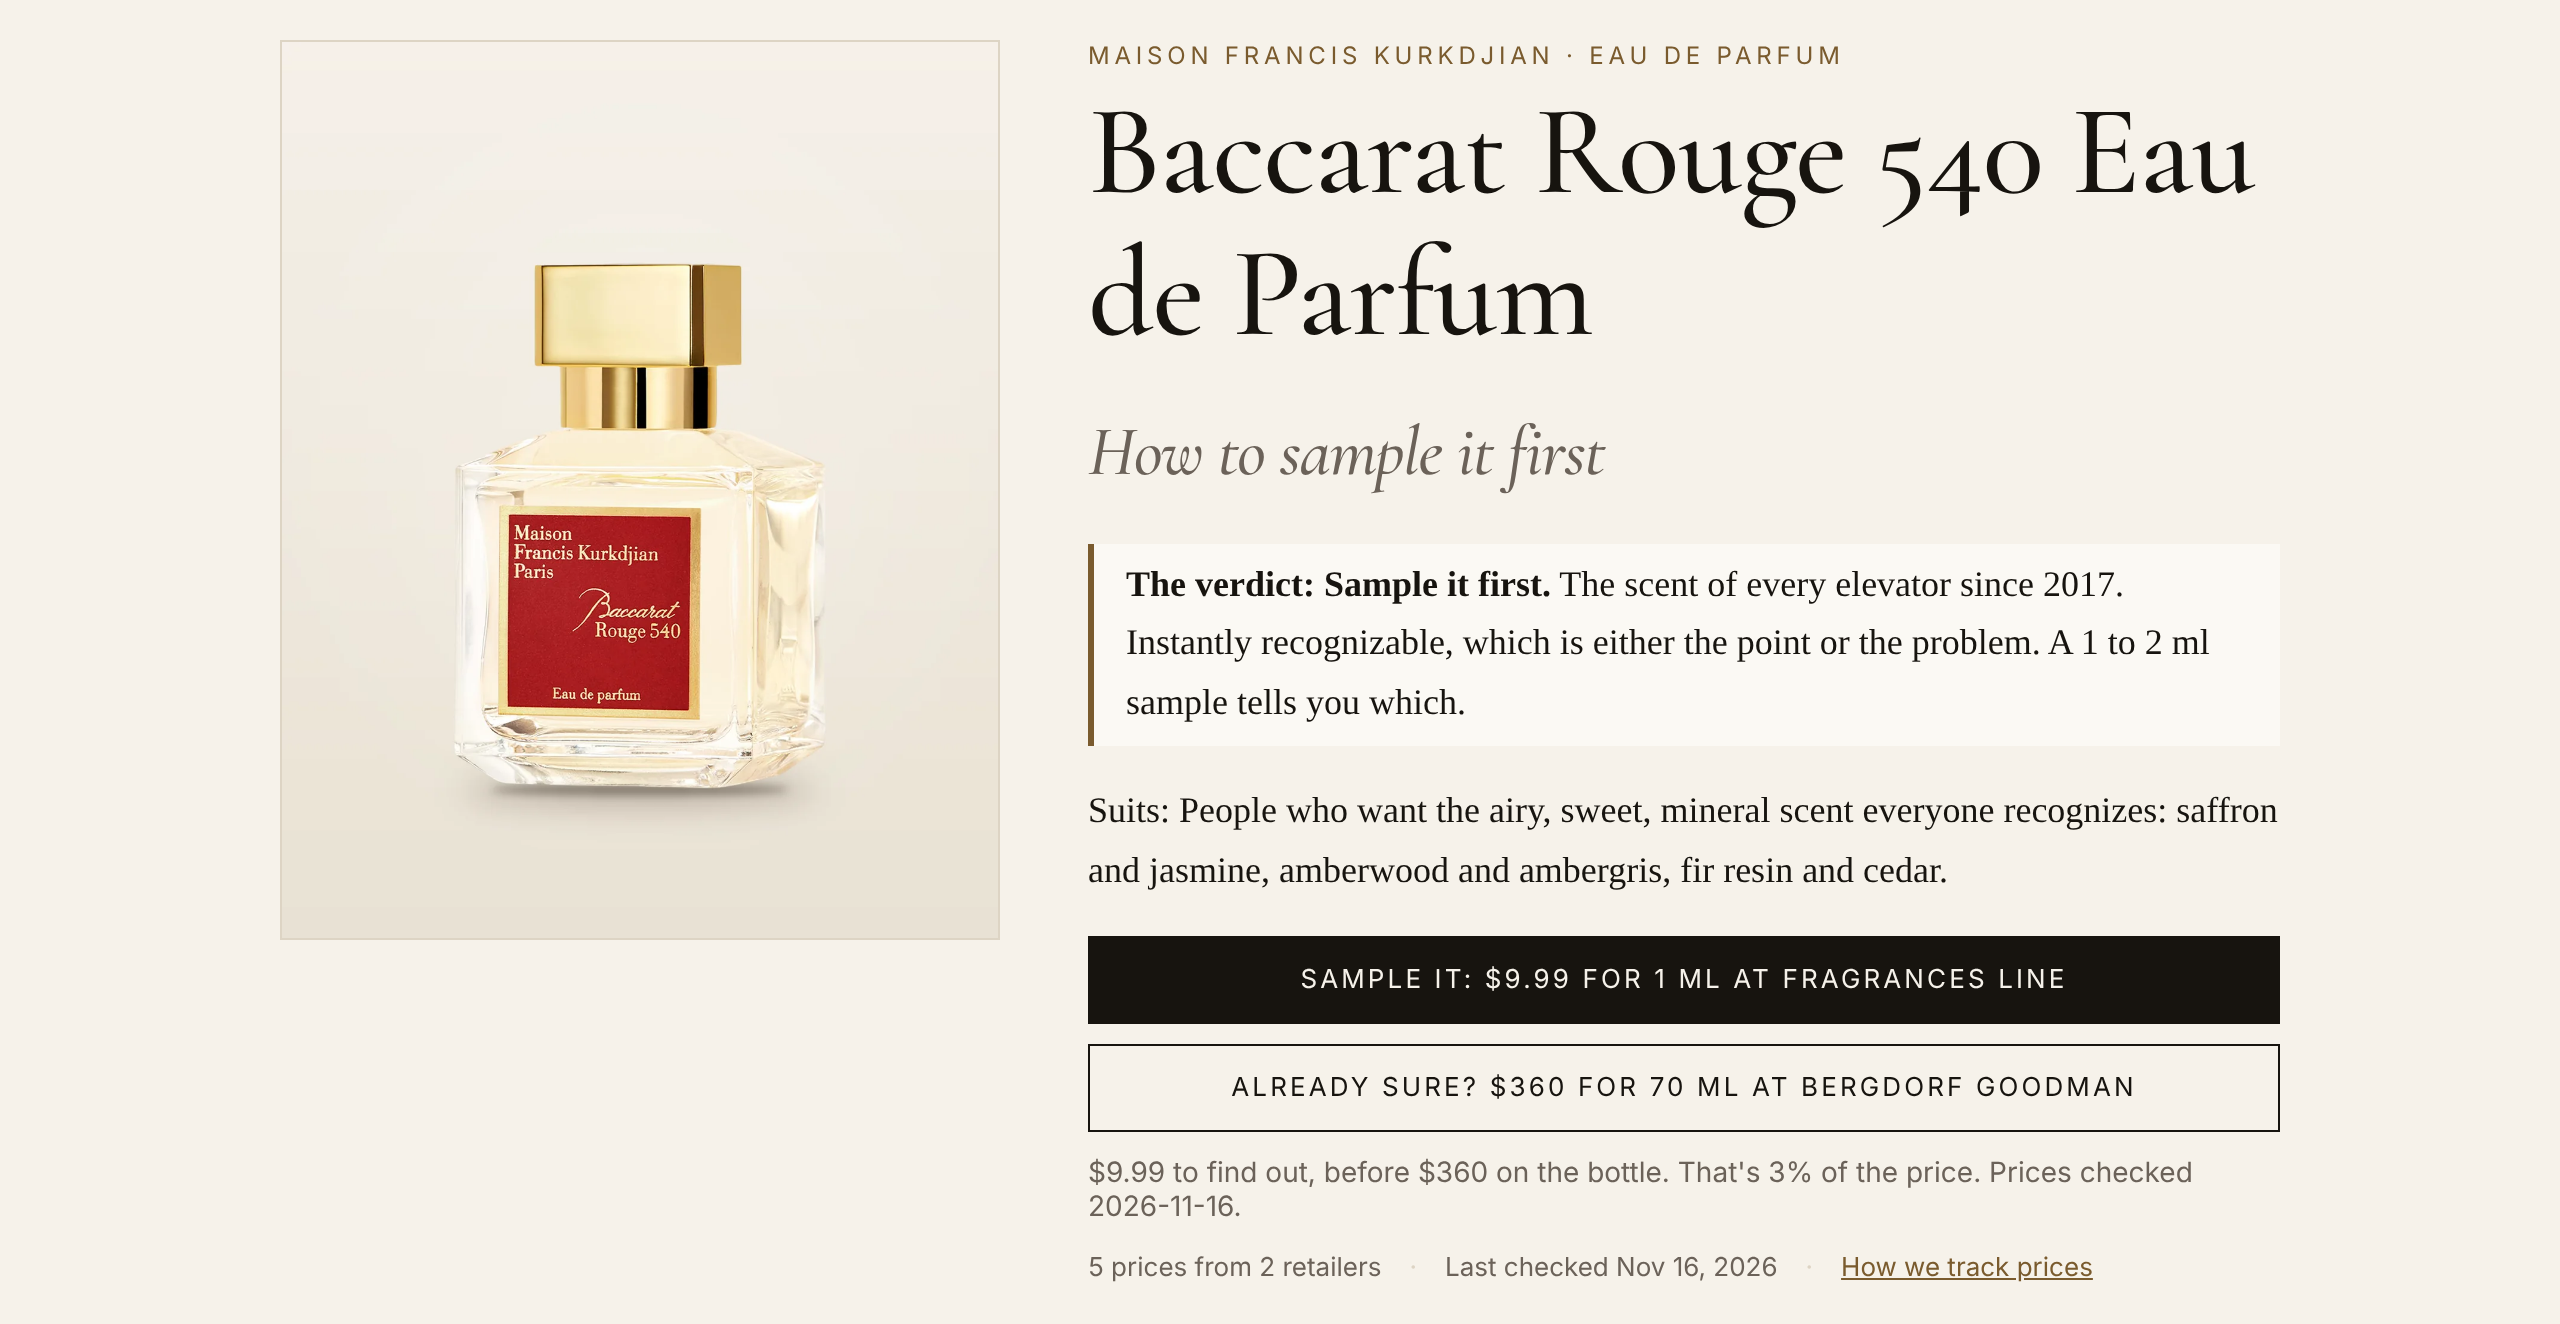 MAISON FRANCIS KURKDJIAN · EAU DE PARFUM
Baccarat Rouge 540 Eau
de Parfum
How to sample it first
The verdict: Sample it first. The scent of every elevator since 2017.
Instantly recognizable, which is either the point or the problem. A 1 to 2 ml
sample tells you which.
Suits: People who want the airy, sweet, mineral scent everyone recognizes: saffron
and jasmine, amberwood and ambergris, fir resin and cedar.
SAMPLE IT: $9.99 FOR 1 ML AT FRAGRANCES LINE
ALREADY SURE? $360 FOR 70 ML AT BERGDORF GOODMAN
$9.99 to find out, before $360 on the bottle. That's 3% of the price. Prices checked
2026-11-16.
5 prices from 2 retailers · Last checked Nov 16, 2026 · How we track prices
Maison
Francis Kurkdjian
Paris
Baccarat
Rouge 540
Eau de parfum